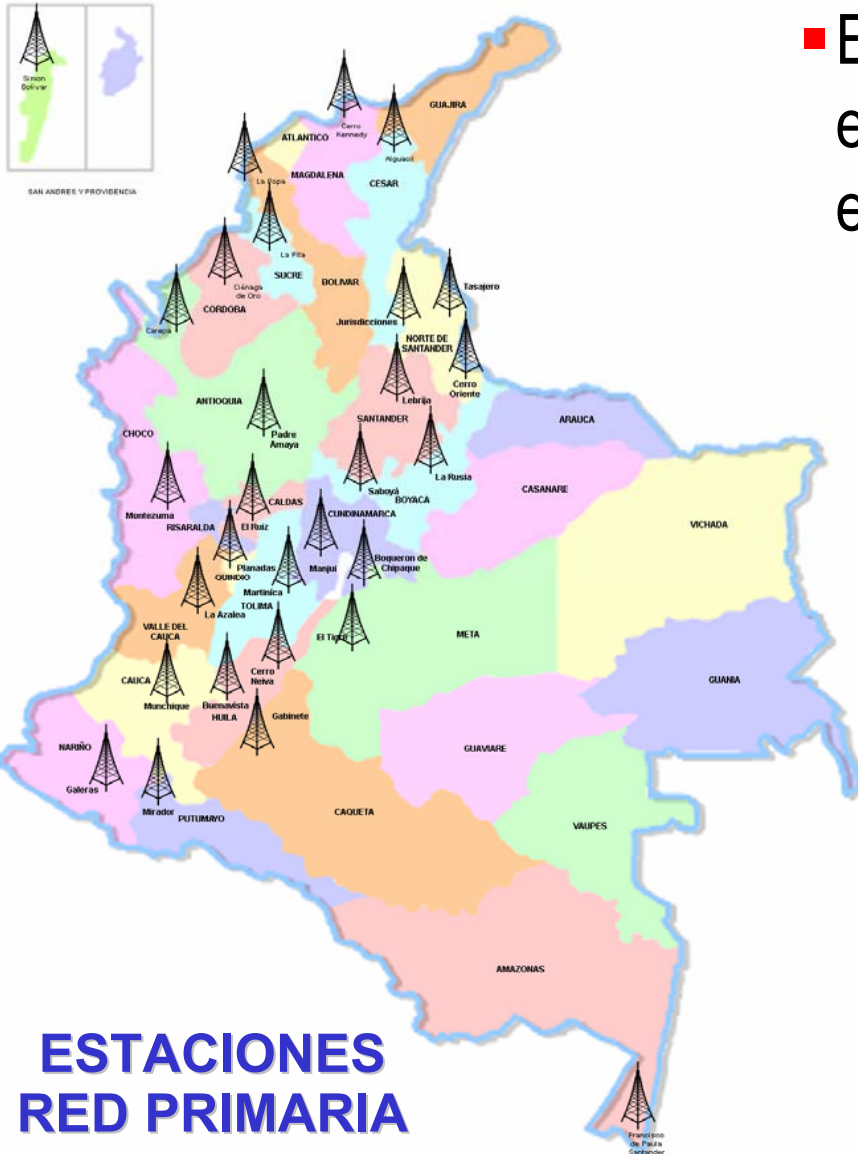 Simon
Bolivar
SAN ANDRES Y PROVIDENCIA
▪ E
e
e
GUAJIRA
Cerro
Kennedy
ATLANTICO
Alguacil
MAGDALENA
La Popa
CESAR
La Pita
SUCRE
BOLIVAR
Ciénaga
de Oro
CORDOBA
Tasajero
Jurisdicciones
Carepa
NORTE DE
SANTANDER
Cerro
Oriente
Lebrija
ANTIOQUIA
SANTANDER
ARAUCA
CHOCO
Padre
Amaya
La Rusia
Saboyá
BOYACA
CASANARE
CALDAS
Montezuma
CUNDINAMARCA
VICHADA
RISARALDA
El Ruiz
Boqueron de
Chipaque
Planadas
Manjui
QUINDIO
Martinica
TOLIMA
La Azalea
VALLE DEL
CAUCA
El Tigre
META
Cerro
Neiva
CAUCA
GUANIA
Munchique
Buenavista
HUILA
Gabinete
NARIÑO
GUAVIARE
Galeras
Mirador
PUTUMAYO
CAQUETA
VAUPES
AMAZONAS
ESTACIONES
RED PRIMARIA
Francisco
de Paula
Santander